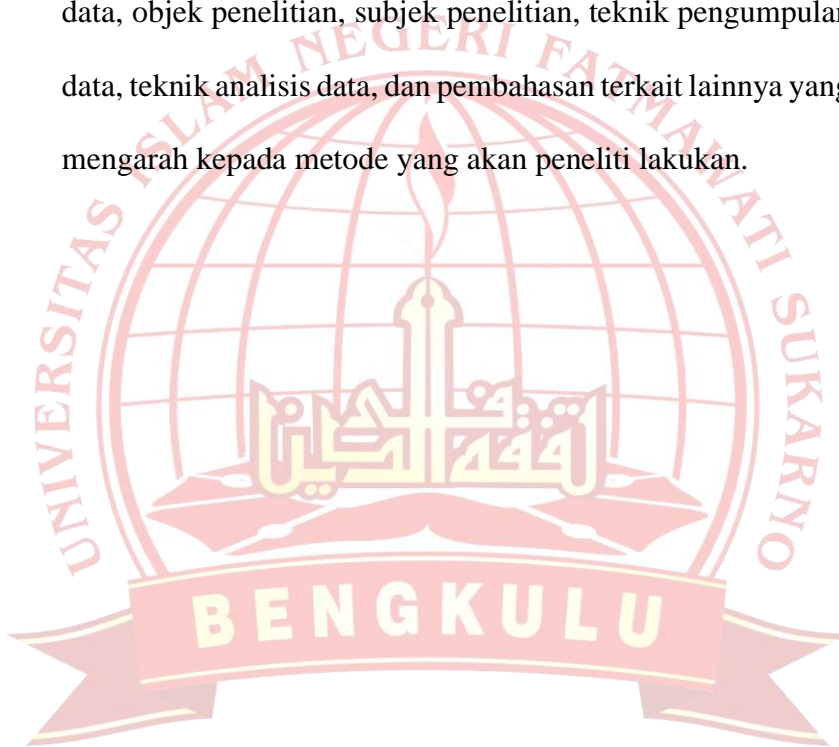 data, objek penelitian, subjek penelitian, teknik pengumpulan
data, teknik analisis data, dan pembahasan terkait lainnya yang
mengarah kepada metode yang akan peneliti lakukan.
UNIVERSITAS ISLAM NEGERI FATMAWATI SUKARNO
BENGKULU